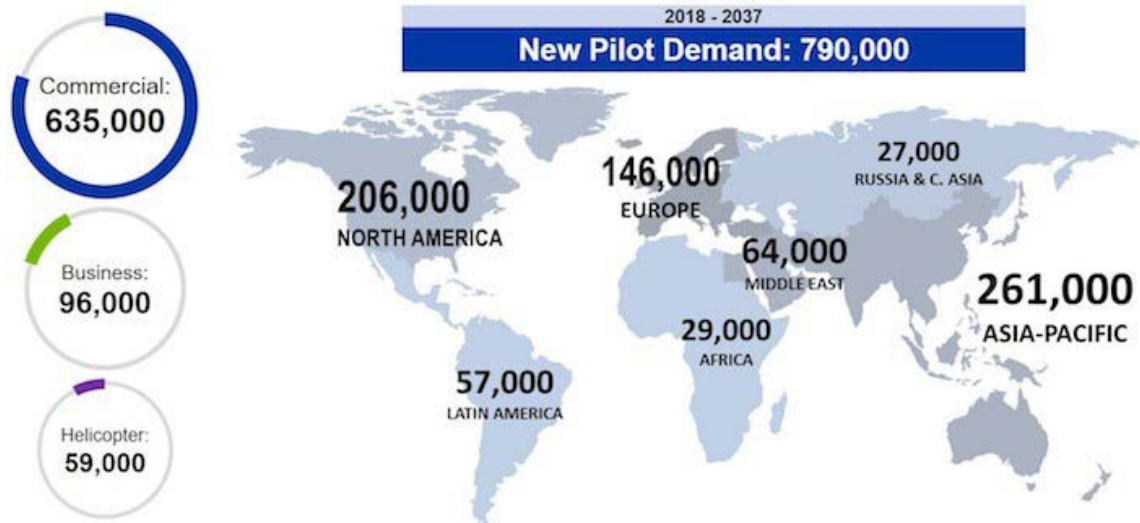 2018 - 2037
New Pilot Demand: 790,000
Commercial:
635,000
Business:
96,000
Helicopter:
59,000
206,000
NORTH AMERICA
146,000
EUROPE
27,000
RUSSIA & C. ASIA
64,000
MIDDLE EAST
261,000
ASIA-PACIFIC
29,000
AFRICA
57,000
LATIN AMERICA